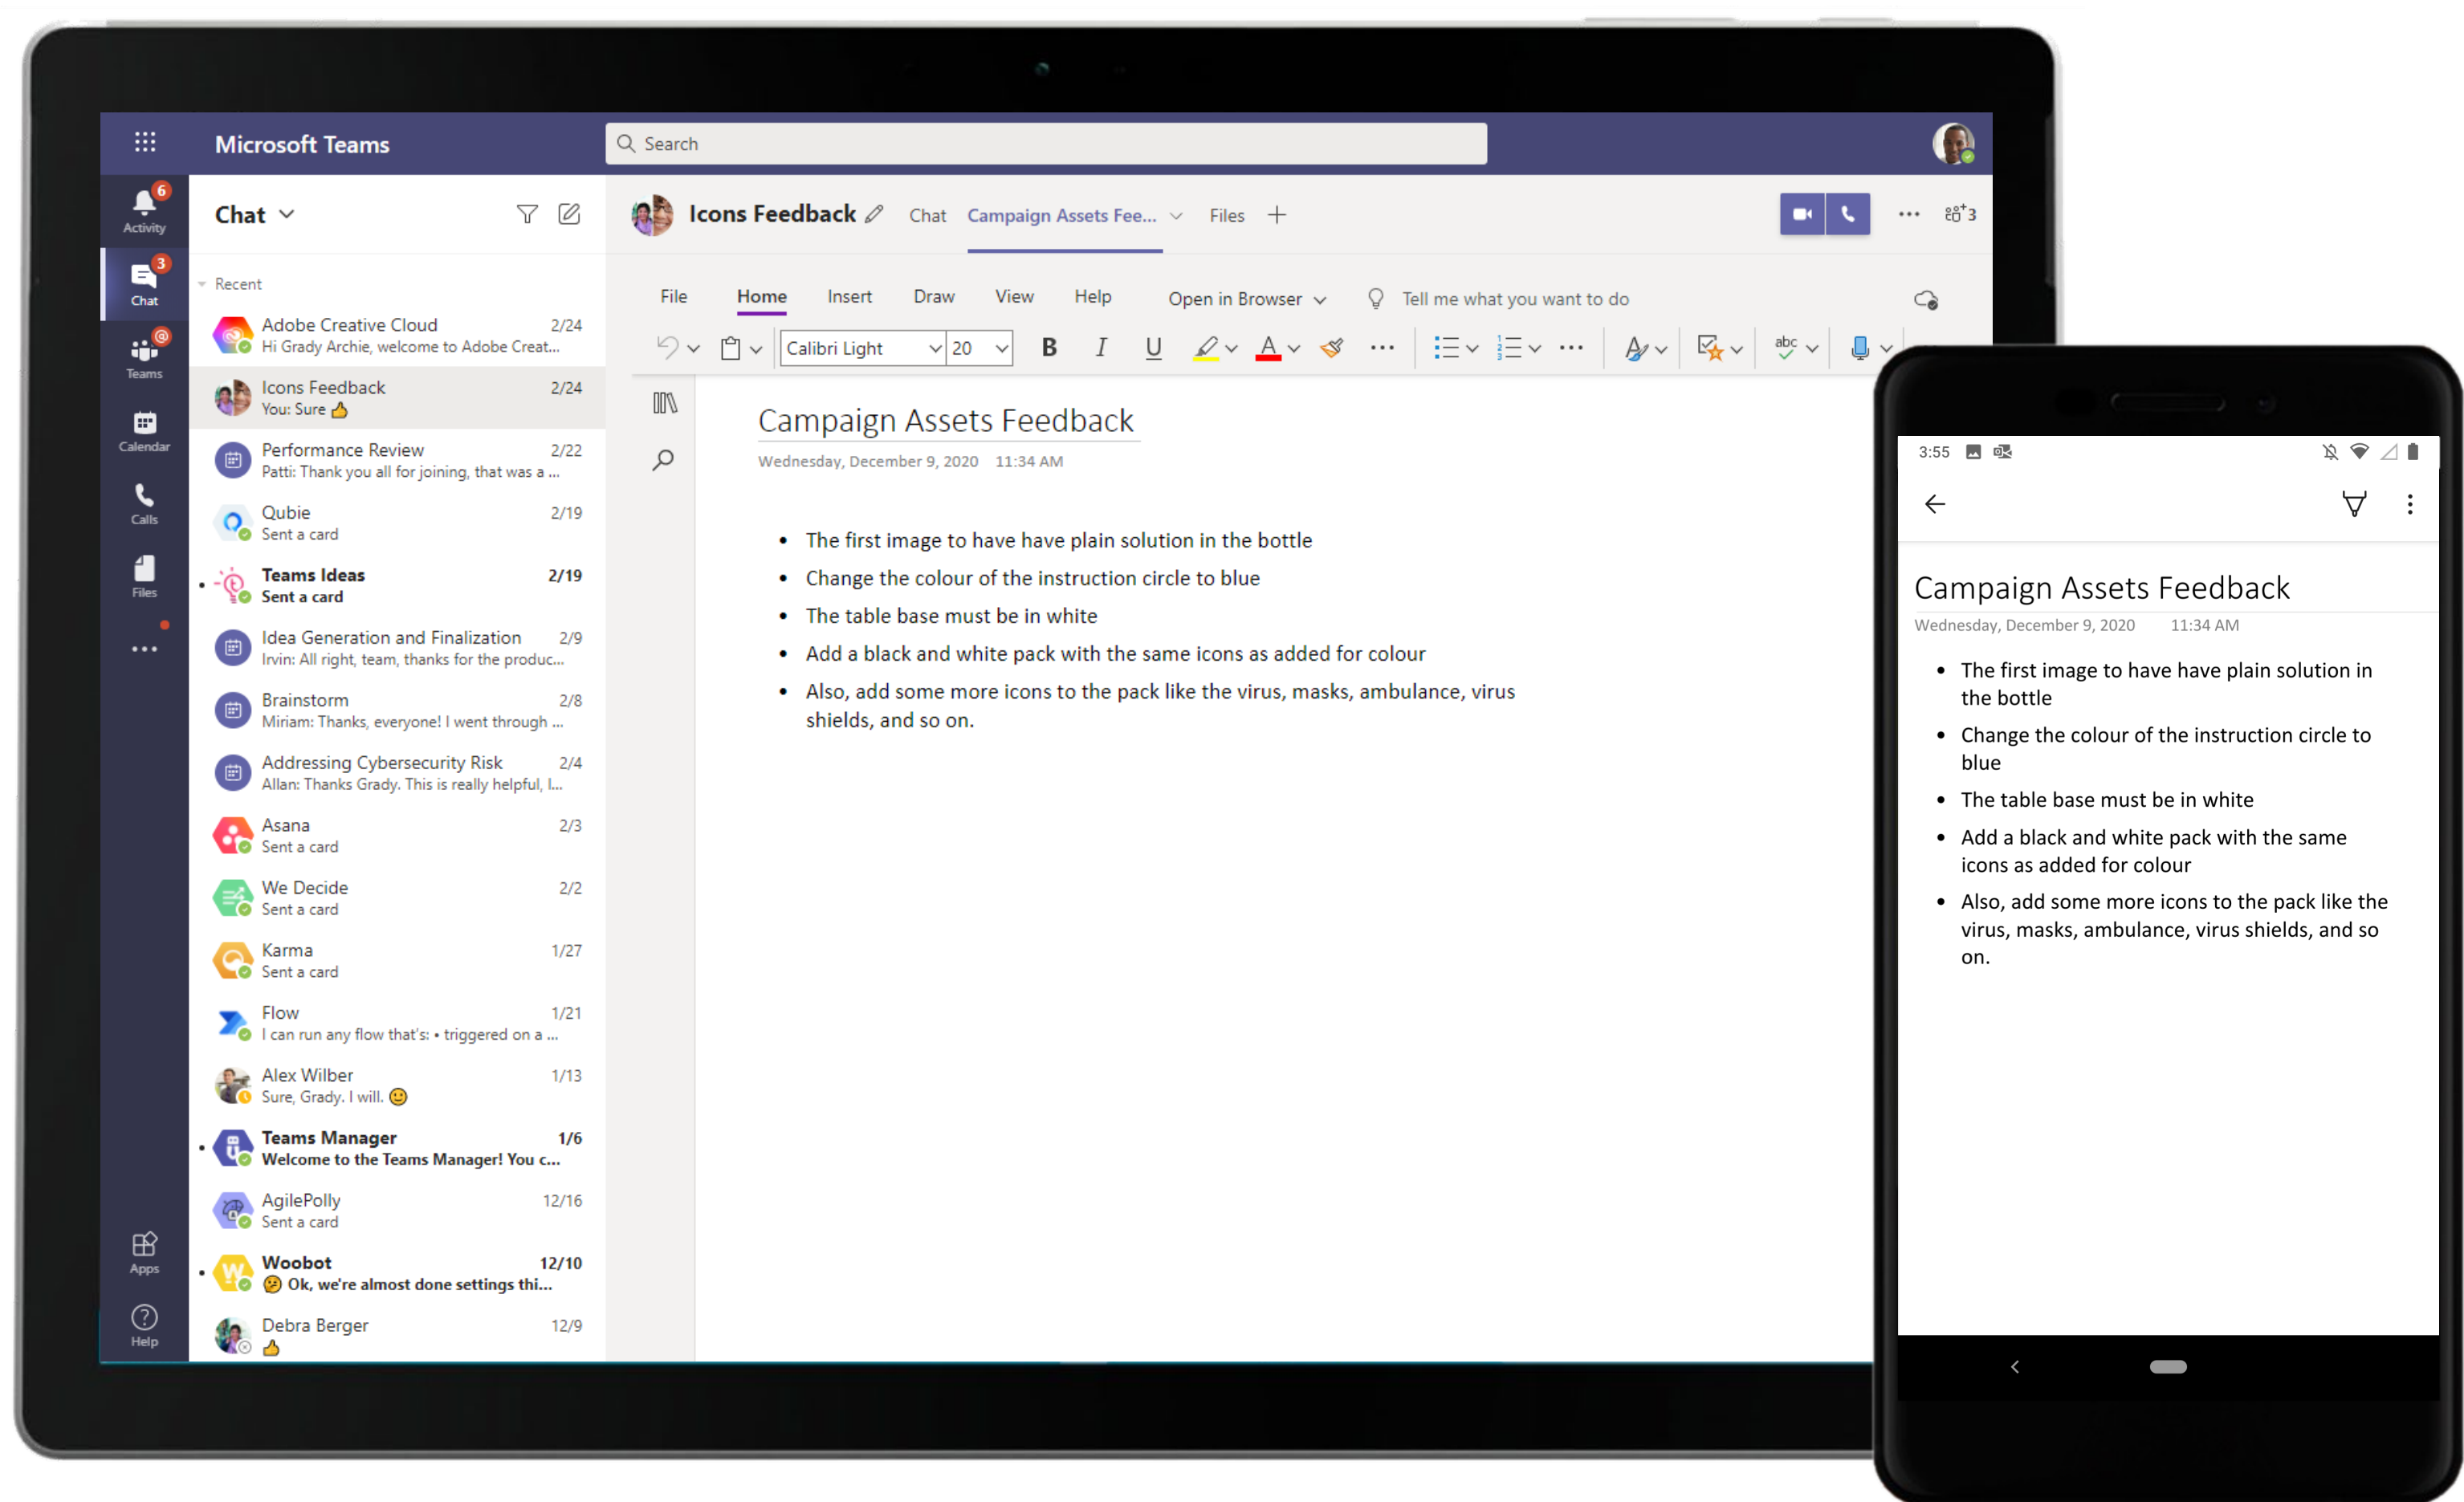 Microsoft Teams
Search
6
Activity
3
Chat
@
Teams
Calendar
Calls
Files
Apps
Help
Chat
Recent
Adobe Creative Cloud 2/24
Hi Grady Archie, welcome to Adobe Creat...
Icons Feedback 2/24
You: Sure 👍
Performance Review 2/22
Patti: Thank you all for joining, that was a ...
Qubie 2/19
Sent a card
Teams Ideas 2/19
Sent a card
Idea Generation and Finalization 2/9
Irvin: All right, team, thanks for the produc...
Brainstorm 2/8
Miriam: Thanks, everyone! I went through ...
Addressing Cybersecurity Risk 2/4
Allan: Thanks Grady. This is really helpful, I...
Asana 2/3
Sent a card
We Decide 2/2
Sent a card
Karma 1/27
Sent a card
Flow 1/21
I can run any flow that's: • triggered on a ...
Alex Wilber 1/13
Sure, Grady. I will. 🙂
Teams Manager 1/6
Welcome to the Teams Manager! You c...
AgilePolly 12/16
Sent a card
Woobot 12/10
🤔 Ok, we're almost done settings thi...
Debra Berger 12/9
👍
Icons Feedback Chat Campaign Assets Fee... Files + 3
File Home Insert Draw View Help Open in Browser Tell me what you want to do
Calibri Light 20 B I U A abc
Campaign Assets Feedback
Wednesday, December 9, 2020 11:34 AM
• The first image to have have plain solution in the bottle
• Change the colour of the instruction circle to blue
• The table base must be in white
• Add a black and white pack with the same icons as added for colour
• Also, add some more icons to the pack like the virus, masks, ambulance, virus
shields, and so on.
3:55
Campaign Assets Feedback
Wednesday, December 9, 2020 11:34 AM
• The first image to have have plain solution in
the bottle
• Change the colour of the instruction circle to
blue
• The table base must be in white
• Add a black and white pack with the same
icons as added for colour
• Also, add some more icons to the pack like the
virus, masks, ambulance, virus shields, and so
on.